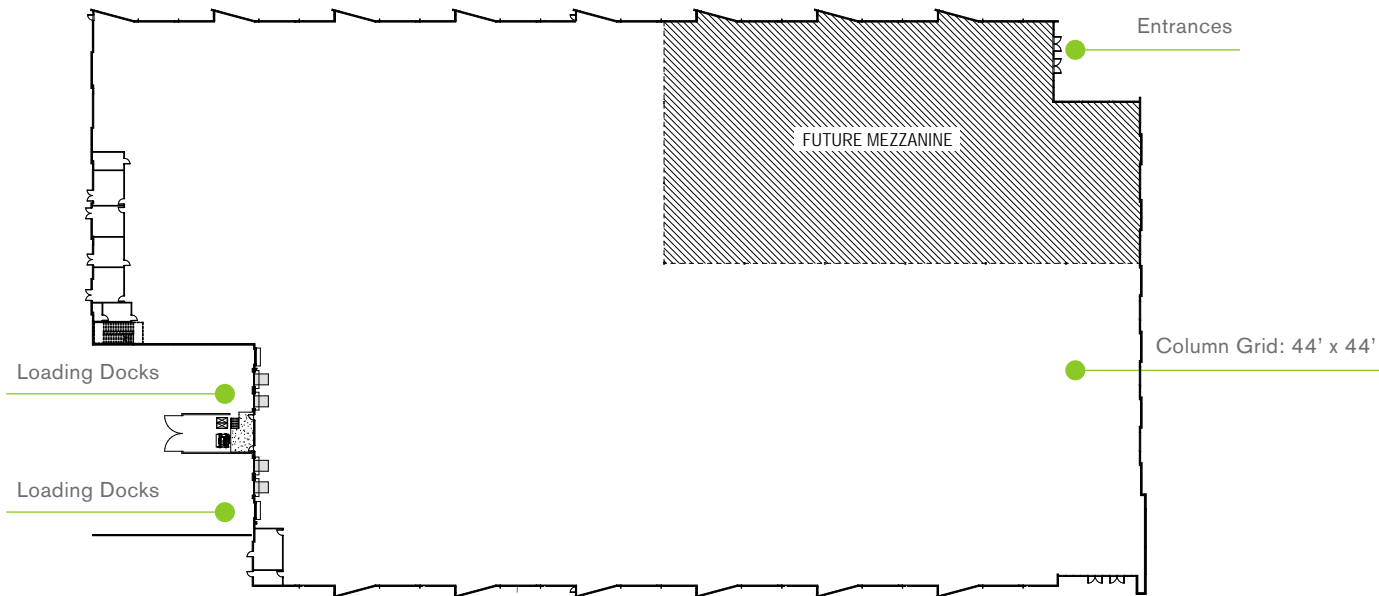 Entrances
FUTURE MEZZANINE
Column Grid: 44’ x 44’
Loading Docks
Loading Docks